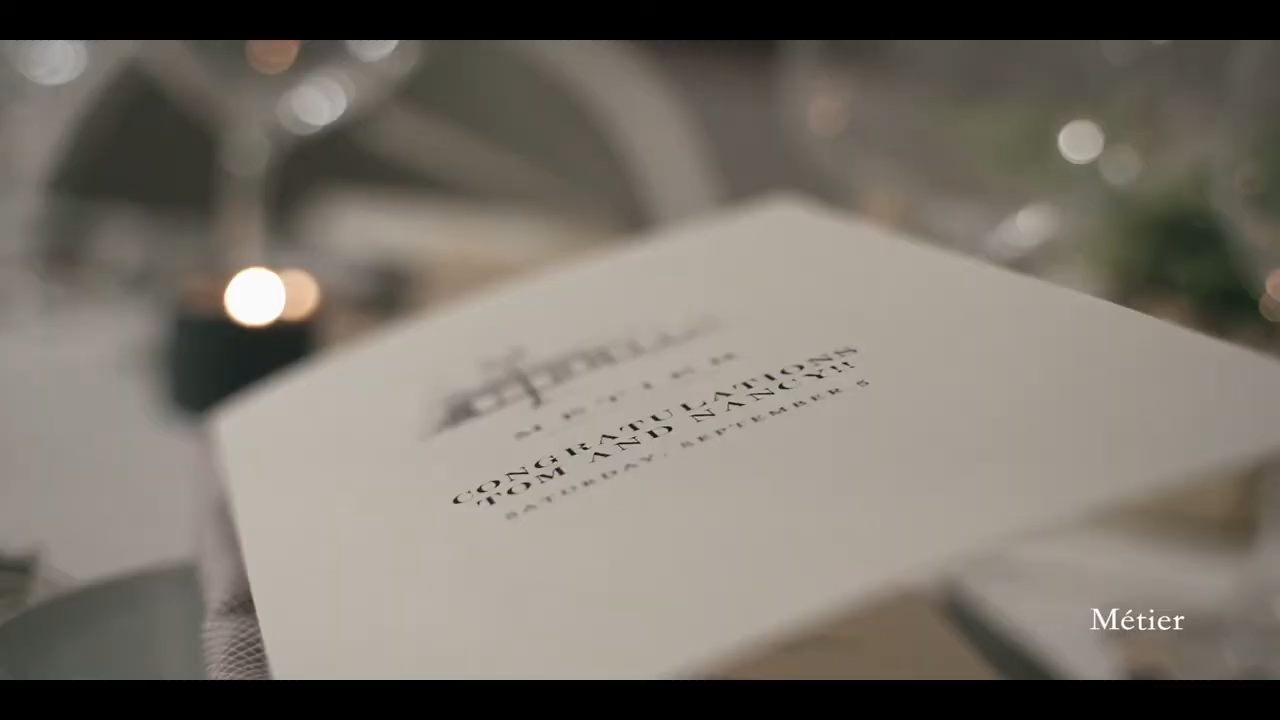 METIER
CONGRATULATIONS
TOM AND NANCY!!
SATURDAY, SEPTEMBER 5
Métier